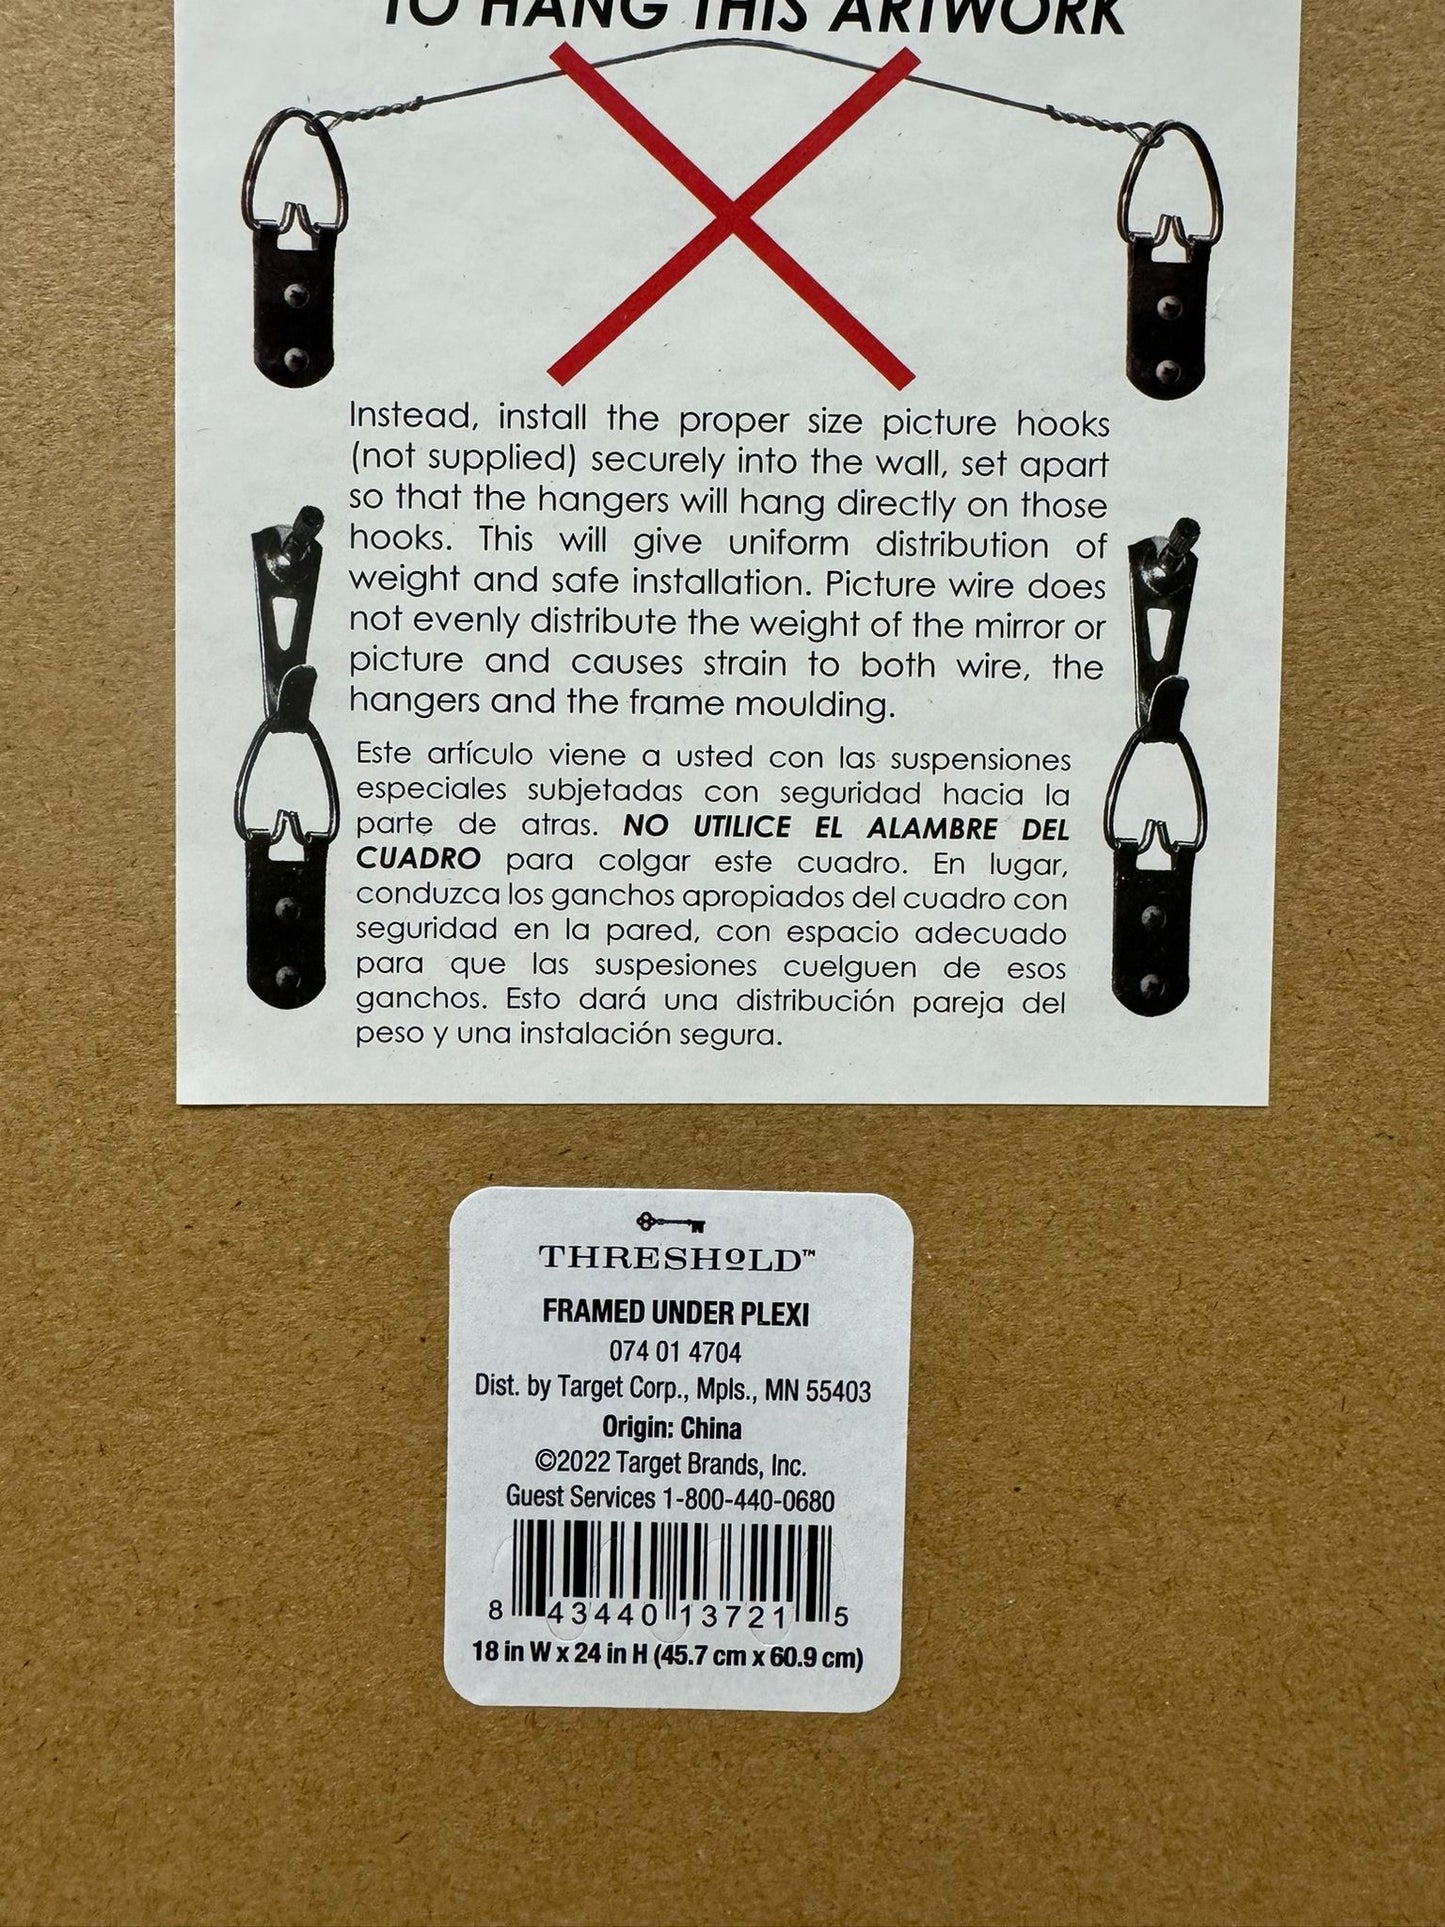 TO HANG THIS ARTWORK
Instead, install the proper size picture hooks
(not supplied) securely into the wall, set apart
so that the hangers will hang directly on those
hooks. This will give uniform distribution of
weight and safe installation. Picture wire does
not evenly distribute the weight of the mirror or
picture and causes strain to both wire, the
hangers and the frame moulding.
Este artículo viene a usted con las suspensiones
especiales subjetadas con seguridad hacia la
parte de atras. NO UTILICE EL ALAMBRE DEL
CUADRO para colgar este cuadro. En lugar,
conduzca los ganchos apropiados del cuadro con
seguridad en la pared, con espacio adecuado
para que las suspesiones cuelguen de esos
ganchos. Esto dará una distribución pareja del
peso y una instalación segura.
THRESHOLD™
FRAMED UNDER PLEXI
074 01 4704
Dist. by Target Corp., Mpls., MN 55403
Origin: China
©2022 Target Brands, Inc.
Guest Services 1-800-440-0680
8 43440 13721 5
18 in W x 24 in H (45.7 cm x 60.9 cm)